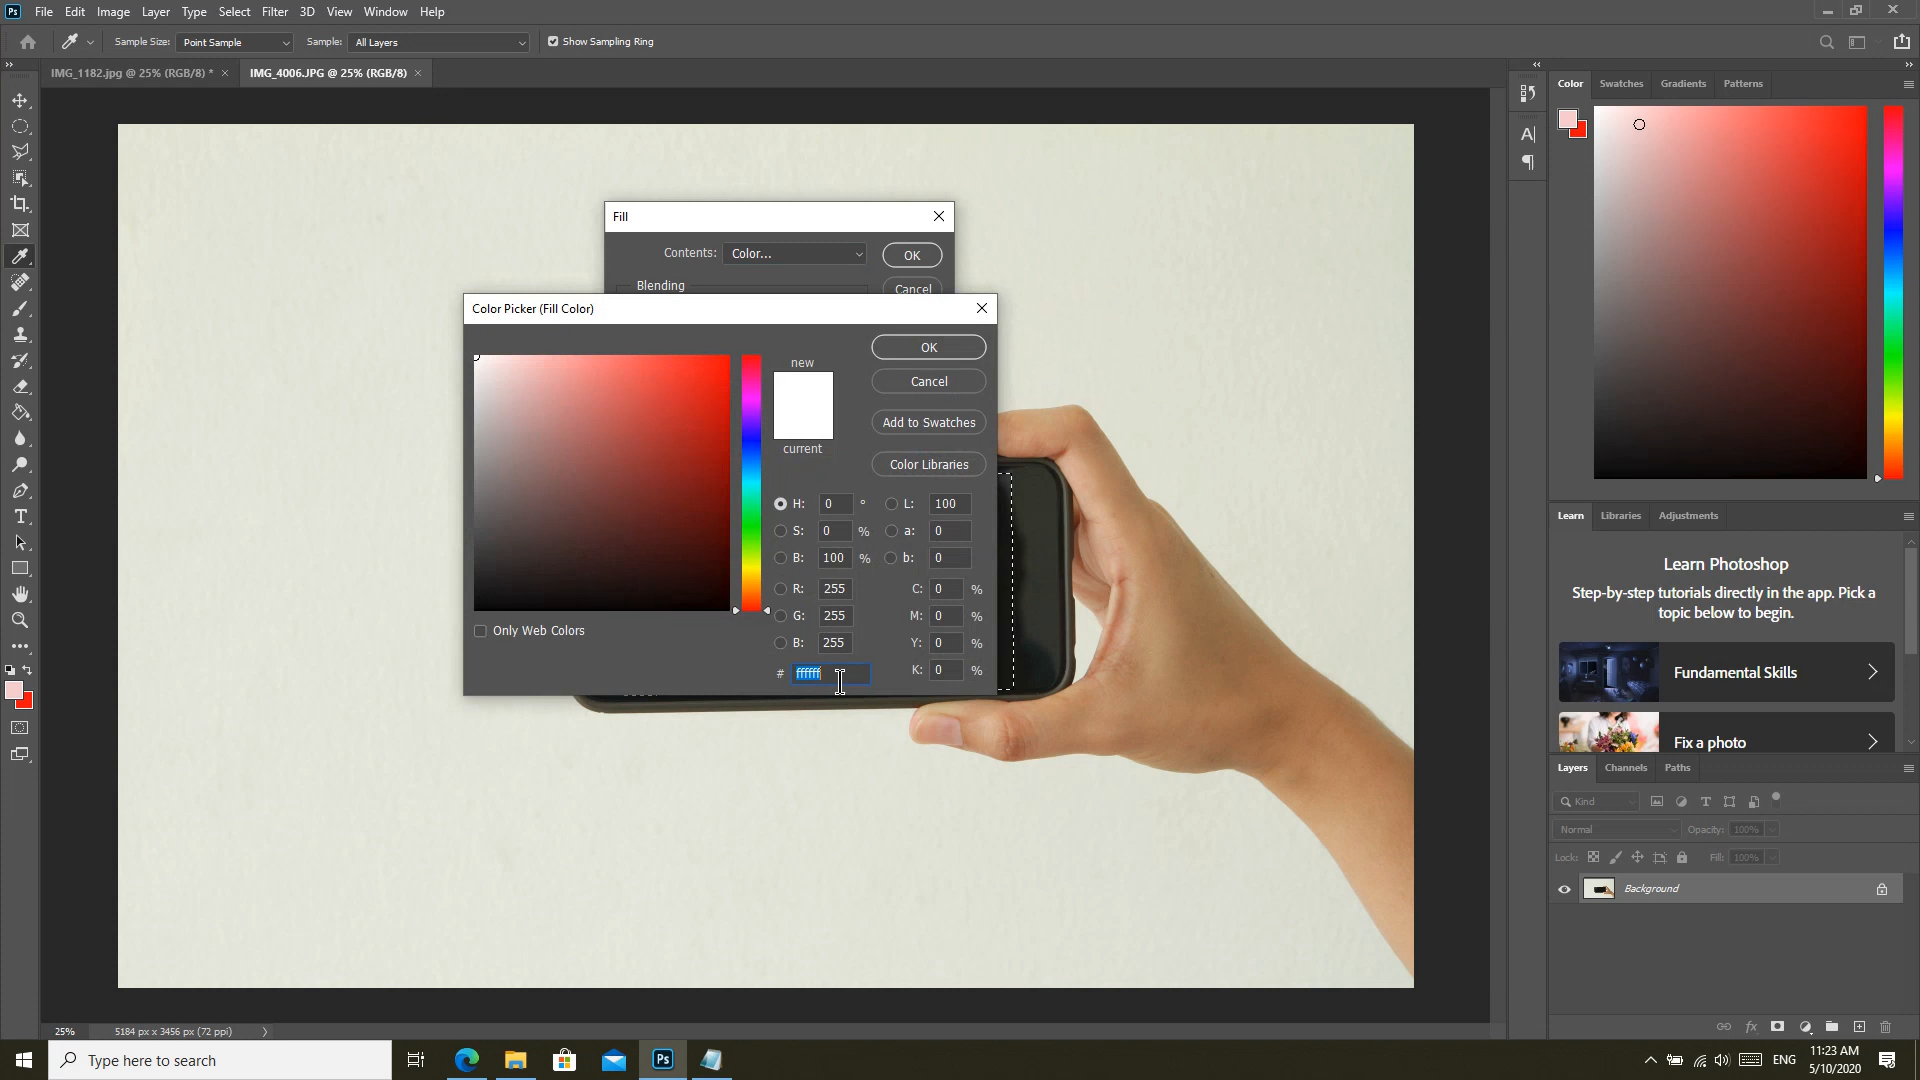 Ps File Edit Image Layer Type Select Filter 3D View Window Help
Sample Size: Point Sample Sample: All Layers Show Sampling Ring
IMG_1182.jpg @ 25% (RGB/8) * IMG_4006.JPG @ 25% (RGB/8)
Color Swatches Gradients Patterns
Fill
Contents: Color... OK
Blending Cancel
Color Picker (Fill Color)
new
current
OK
Cancel
Add to Swatches
Color Libraries
H: 0 ° L: 100
S: 0 % a: 0
B: 100 % b: 0
R: 255 C: 0 %
G: 255 M: 0 %
B: 255 Y: 0 %
# ffffff K: 0 %
Only Web Colors
Learn Libraries Adjustments
Learn Photoshop
Step-by-step tutorials directly in the app. Pick a
topic below to begin.
Fundamental Skills
Fix a photo
Layers Channels Paths
Kind
Normal Opacity: 100%
Lock: Fill: 100%
Background
25% 5184 px x 3456 px (72 ppi)
Type here to search
Ps
ENG
11:23 AM
5/10/2020